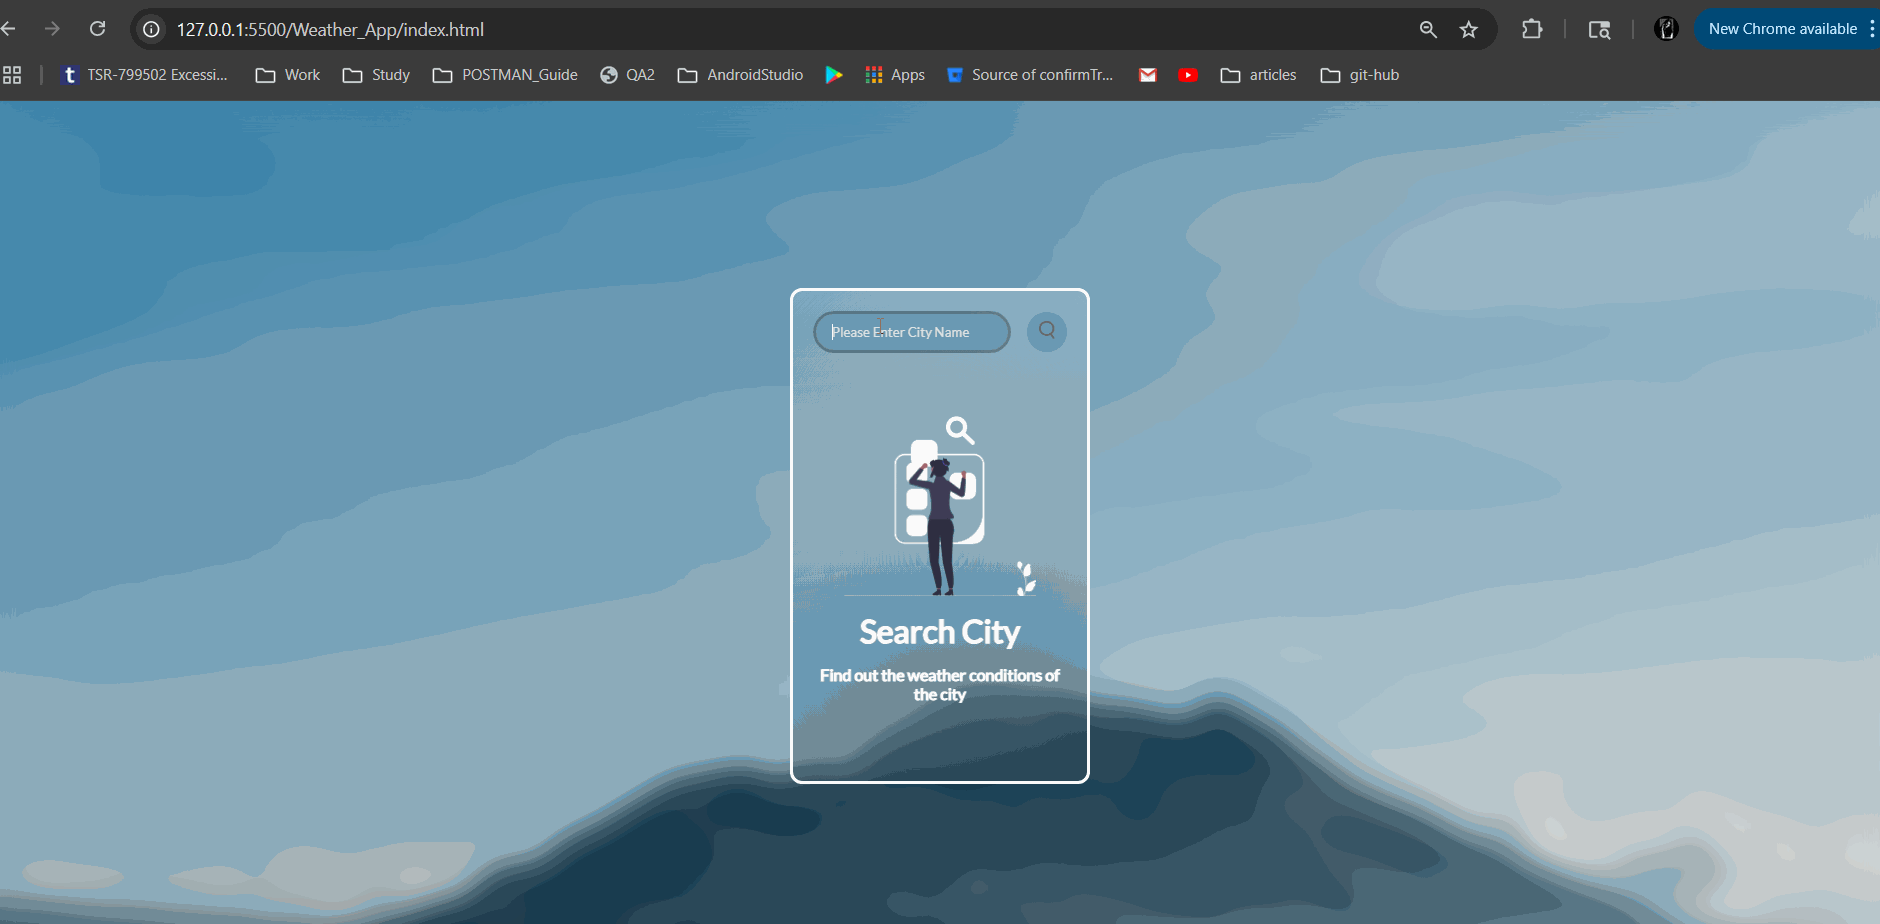 127.0.0.1:5500/Weather_App/index.html
New Chrome available
t TSR-799502 Excessi... Work Study POSTMAN_Guide QA2 AndroidStudio Apps Source of confirmTr... articles git-hub
Please Enter City Name
Search City
Find out the weather conditions of
the city